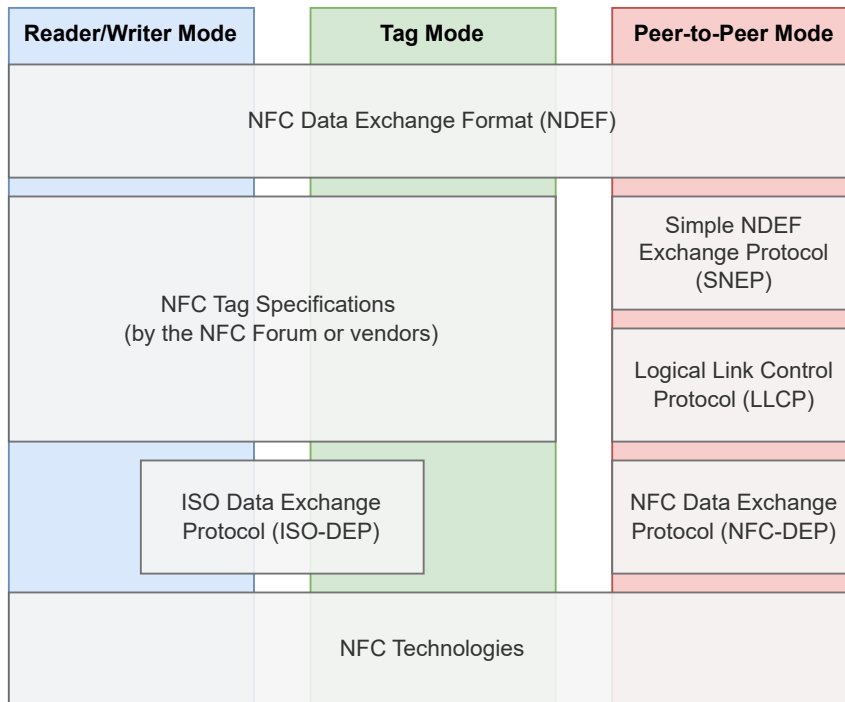 Reader/Writer Mode
Tag Mode
Peer-to-Peer Mode
NFC Data Exchange Format (NDEF)
NFC Tag Specifications
(by the NFC Forum or vendors)
Simple NDEF
Exchange Protocol
(SNEP)
Logical Link Control
Protocol (LLCP)
ISO Data Exchange
Protocol (ISO-DEP)
NFC Data Exchange
Protocol (NFC-DEP)
NFC Technologies